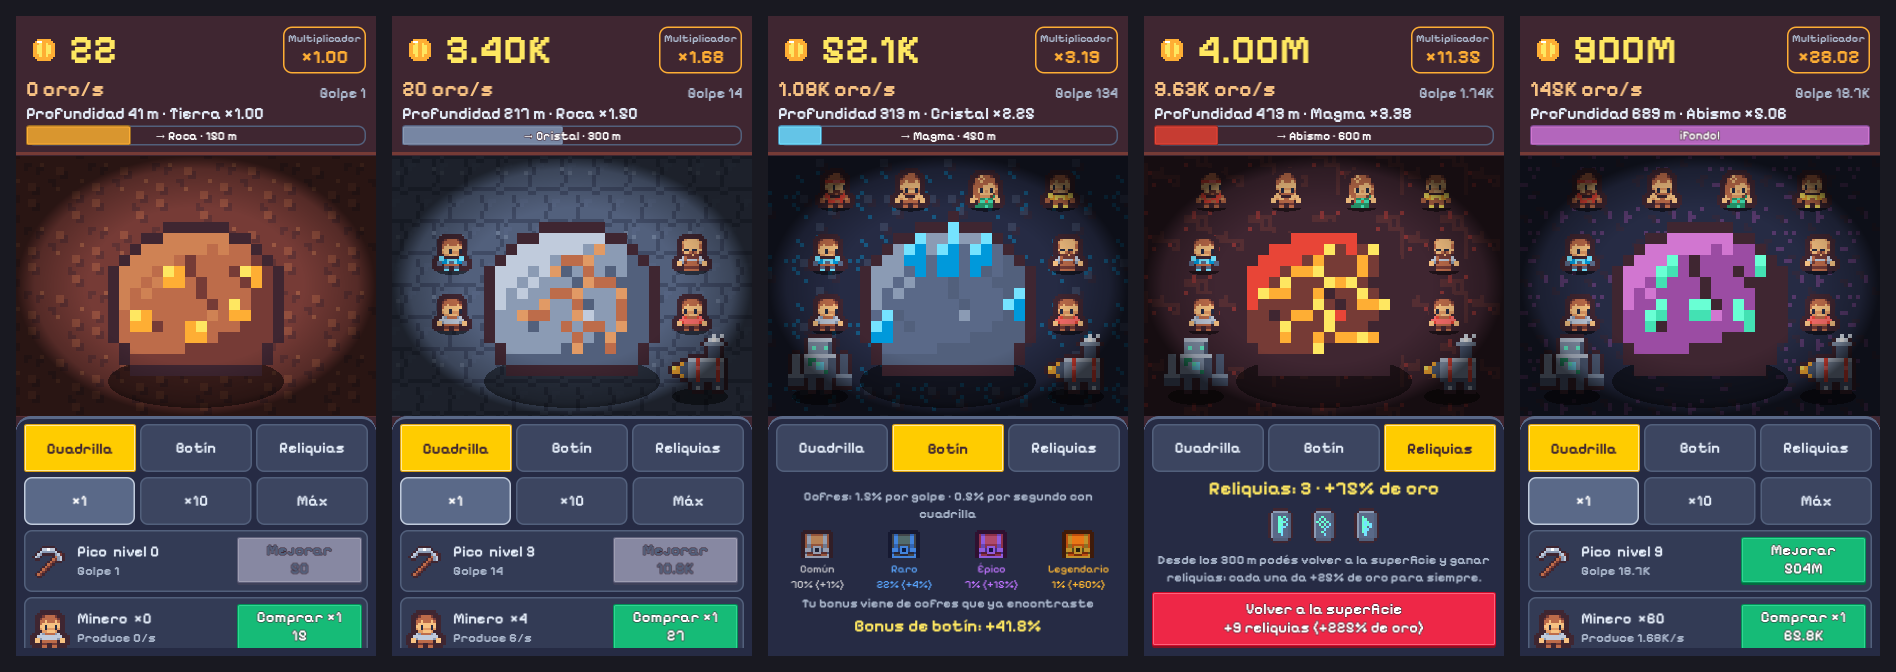 22
Multiplicador
×1.00
0 oro/s
Golpe 1
Profundidad 41 m · Tierra ×1.00
→ Roca · 150 m
Cuadrilla
Botín
Reliquias
×1
×10
Máx
Pico nivel 0
Golpe 1
Mejorar
50
Minero ×0
Produce 0/s
Comprar ×1
15
3.40K
Multiplicador
×1.68
80 oro/s
Golpe 14
Profundidad 217 m · Roca ×1.50
→ Cristal · 300 m
Cuadrilla
Botín
Reliquias
×1
×10
Máx
Pico nivel 3
Golpe 14
Mejorar
10.8K
Minero ×4
Produce 6/s
Comprar ×1
27
52.1K
Multiplicador
×3.19
1.08K oro/s
Golpe 134
Profundidad 313 m · Cristal ×2.25
→ Magma · 450 m
Cuadrilla
Botín
Reliquias
Cofres: 1.5% por golpe · 0.5% por segundo con
cuadrilla
Común
70% (+1%)
Raro
22% (+4%)
Épico
7% (+15%)
Legendario
1% (+60%)
Tu bonus viene de cofres que ya encontraste
Bonus de botín: +41.8%
4.00M
Multiplicador
×11.35
9.63K oro/s
Golpe 1.74K
Profundidad 473 m · Magma ×3.38
→ Abismo · 600 m
Cuadrilla
Botín
Reliquias
Reliquias: 3 · +75% de oro
Desde los 300 m podés volver a la superficie y ganar
reliquias: cada una da +25% de oro para siempre.
Volver a la superficie
+9 reliquias (+225% de oro)
900M
Multiplicador
×28.02
145K oro/s
Golpe 18.7K
Profundidad 689 m · Abismo ×5.06
¡Fondo!
Cuadrilla
Botín
Reliquias
×1
×10
Máx
Pico nivel 9
Golpe 18.7K
Mejorar
504M
Minero ×60
Produce 1.68K/s
Comprar ×1
65.8K